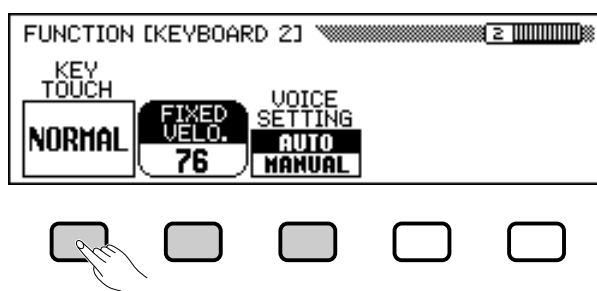 FUNCTION [KEYBOARD 2]
2
KEY
TOUCH
NORMAL
FIXED
VELO.
76
VOICE
SETTING
AUTO
MANUAL